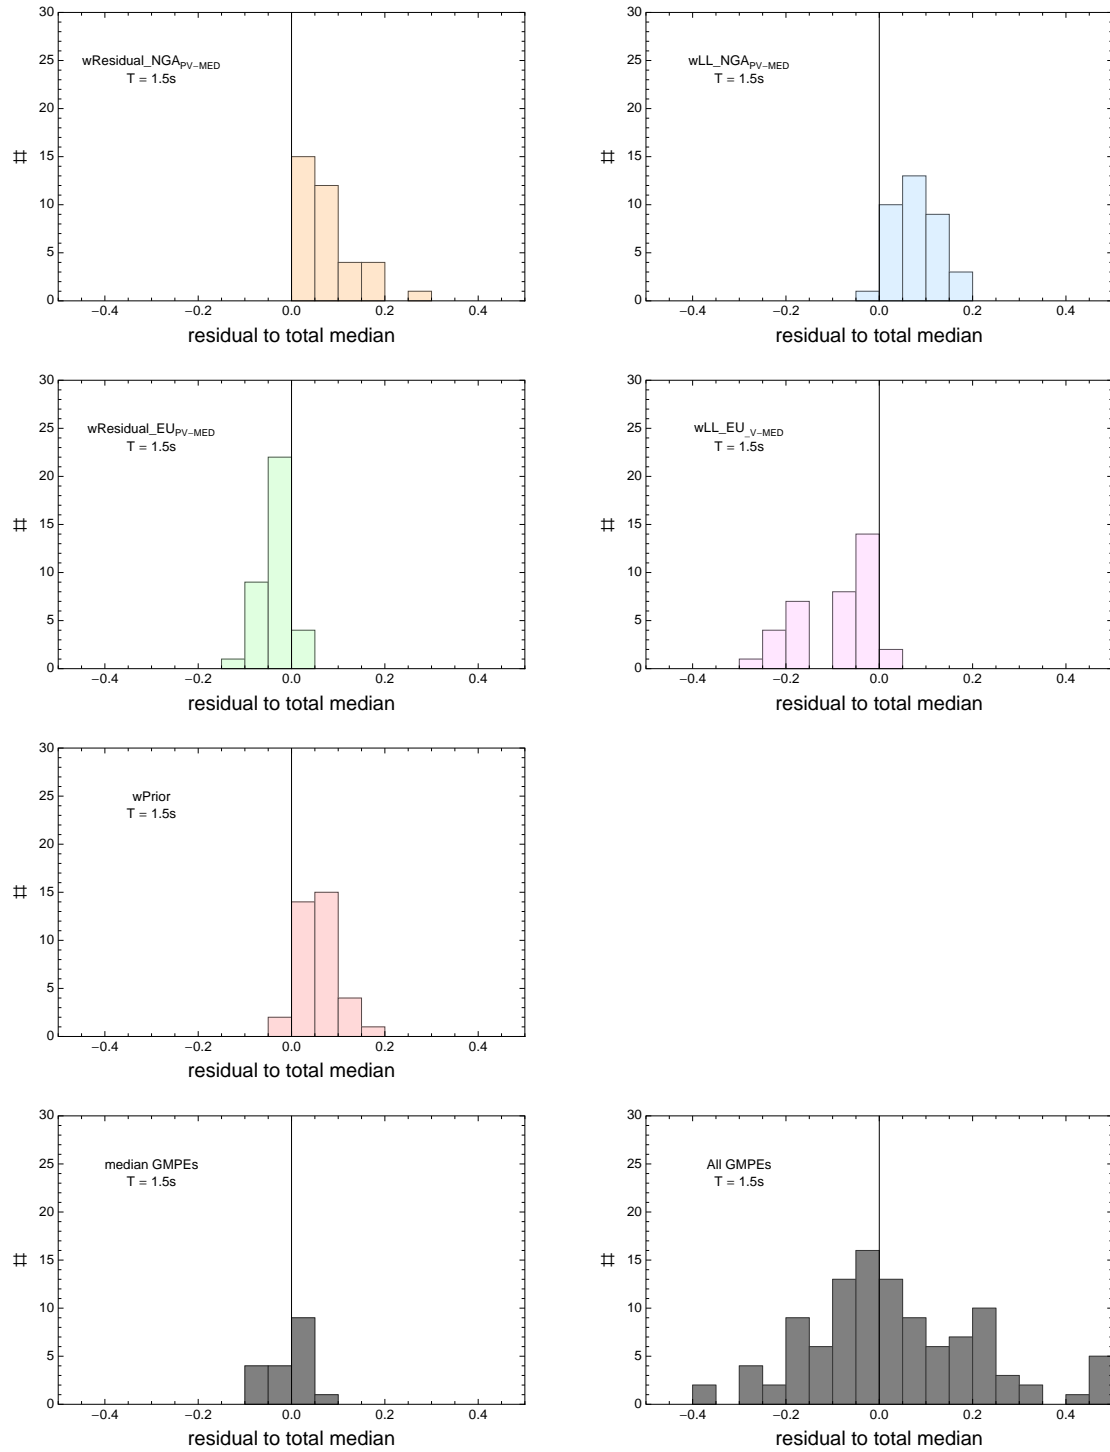 30
25
20
15
10
5
0
#
wResidual_NGAPV−MED
T = 1.5s
−0.4 −0.2 0.0 0.2 0.4
residual to total median
30
25
20
15
10
5
0
#
wLL_NGAPV−MED
T = 1.5s
−0.4 −0.2 0.0 0.2 0.4
residual to total median
30
25
20
15
10
5
0
#
wResidual_EUPV−MED
T = 1.5s
−0.4 −0.2 0.0 0.2 0.4
residual to total median
30
25
20
15
10
5
0
#
wLL_EU_V−MED
T = 1.5s
−0.4 −0.2 0.0 0.2 0.4
residual to total median
30
25
20
15
10
5
0
#
wPrior
T = 1.5s
−0.4 −0.2 0.0 0.2 0.4
residual to total median
30
25
20
15
10
5
0
#
median GMPEs
T = 1.5s
−0.4 −0.2 0.0 0.2 0.4
residual to total median
30
25
20
15
10
5
0
#
All GMPEs
T = 1.5s
−0.4 −0.2 0.0 0.2 0.4
residual to total median